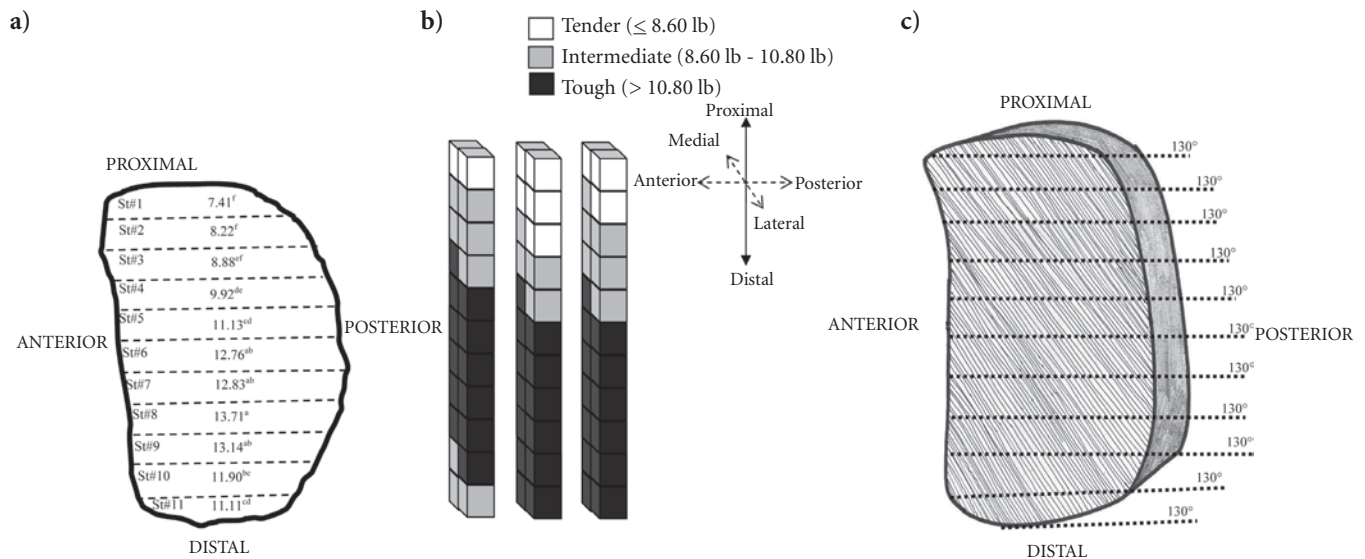 a)
PROXIMAL
St#1 7.41f
St#2 8.22f
St#3 8.88ef
St#4 9.92de
St#5 11.13cd
St#6 12.76ab
St#7 12.83ab
St#8 13.71a
St#9 13.14ab
St#10 11.90bc
St#11 11.11cd
ANTERIOR
POSTERIOR
DISTAL
b)
Tender (≤ 8.60 lb)
Intermediate (8.60 lb - 10.80 lb)
Tough (> 10.80 lb)
Proximal
Medial
Anterior
Posterior
Lateral
Distal
c)
PROXIMAL
130°
130°
130°
130°
130°
130°
130°
130°
130°
130°
130°
ANTERIOR
POSTERIOR
DISTAL